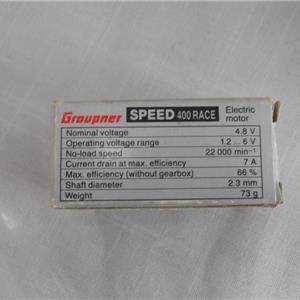 Graupner SPEED 400 RACE Electric motor
Nominal voltage 4.8 V
Operating voltage range 1.2 ... 6 V
No-load speed 22 000 min⁻¹
Current drain at max. efficiency 7 A
Max. efficiency (without gearbox) 66 %
Shaft diameter 2.3 mm
Weight 73 g